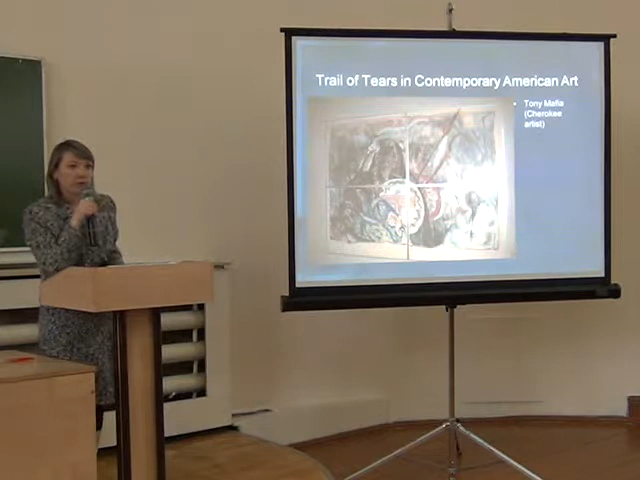 Trail of Tears in Contemporary American Art
Tony Mafia
(Cherokee
artist)